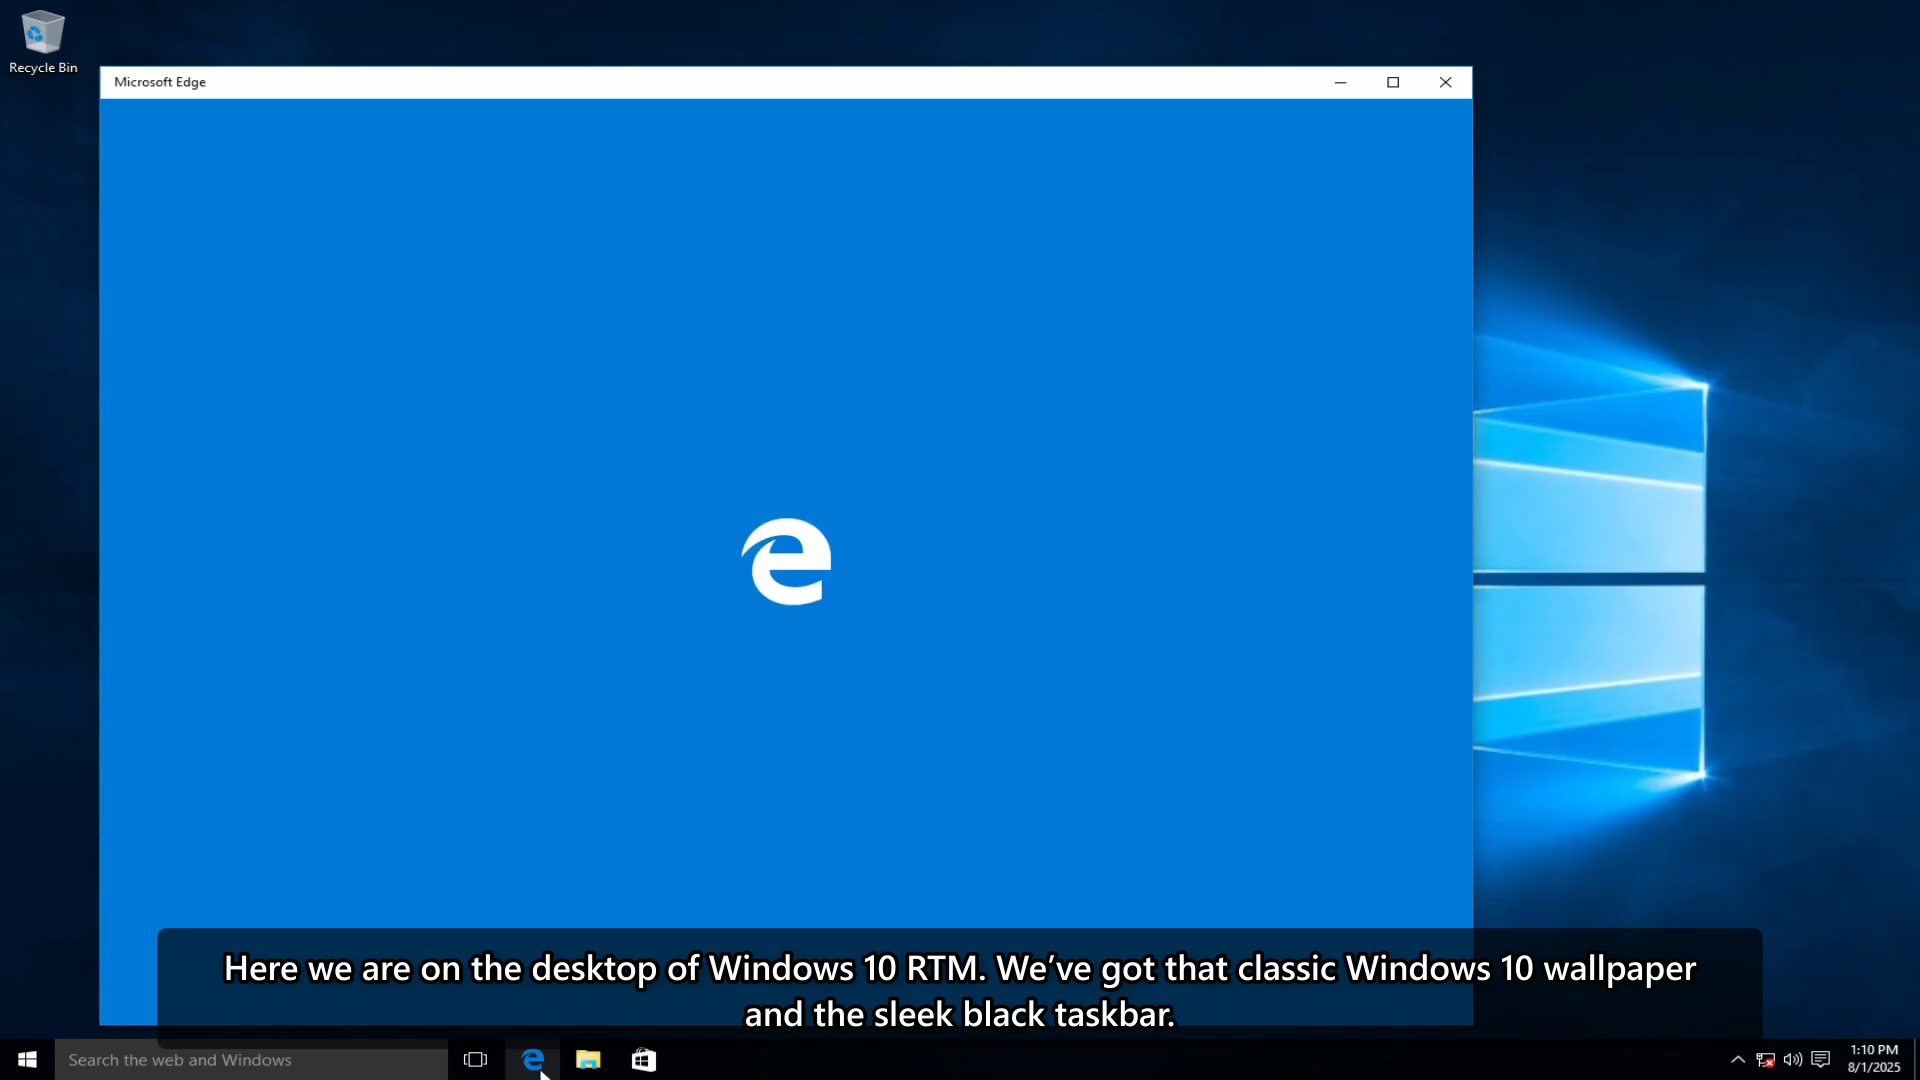 Recycle Bin
Microsoft Edge
Here we are on the desktop of Windows 10 RTM. We’ve got that classic Windows 10 wallpaper
and the sleek black taskbar.
Search the web and Windows
1:10 PM
8/1/2025